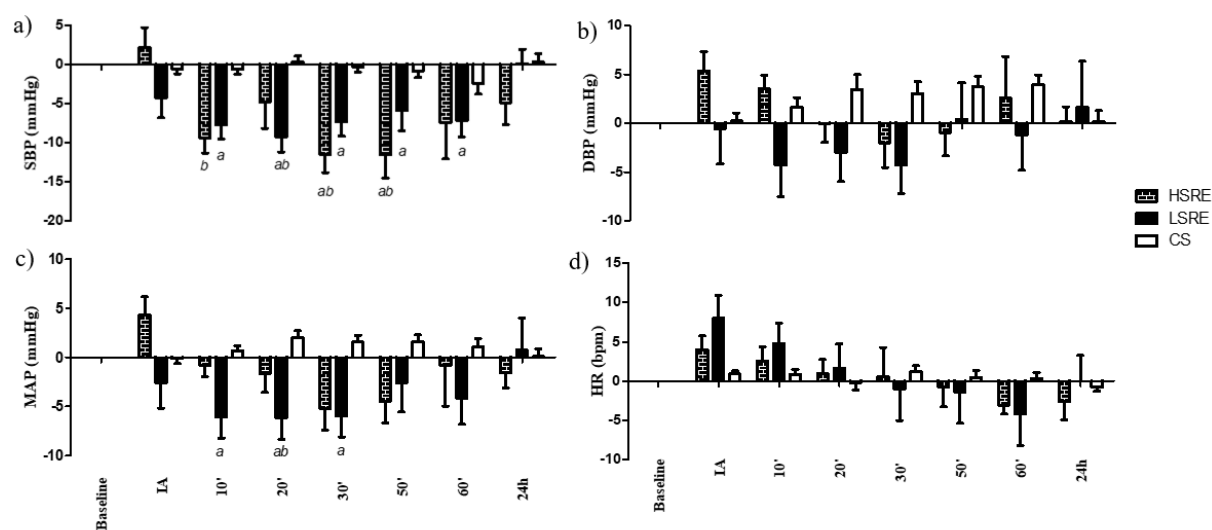 a)
SBP (mmHg)
5
0
-5
-10
-15
-20
b a ab ab a ab a a
b)
DBP (mmHg)
10
5
0
-5
-10
HSRE
LSRE
CS
c)
MAP (mmHg)
10
5
0
-5
-10
a ab a
Baseline IA 10' 20' 30' 50' 60' 24h
d)
HR (bpm)
15
10
5
0
-5
-10
Baseline IA 10' 20' 30' 50' 60' 24h